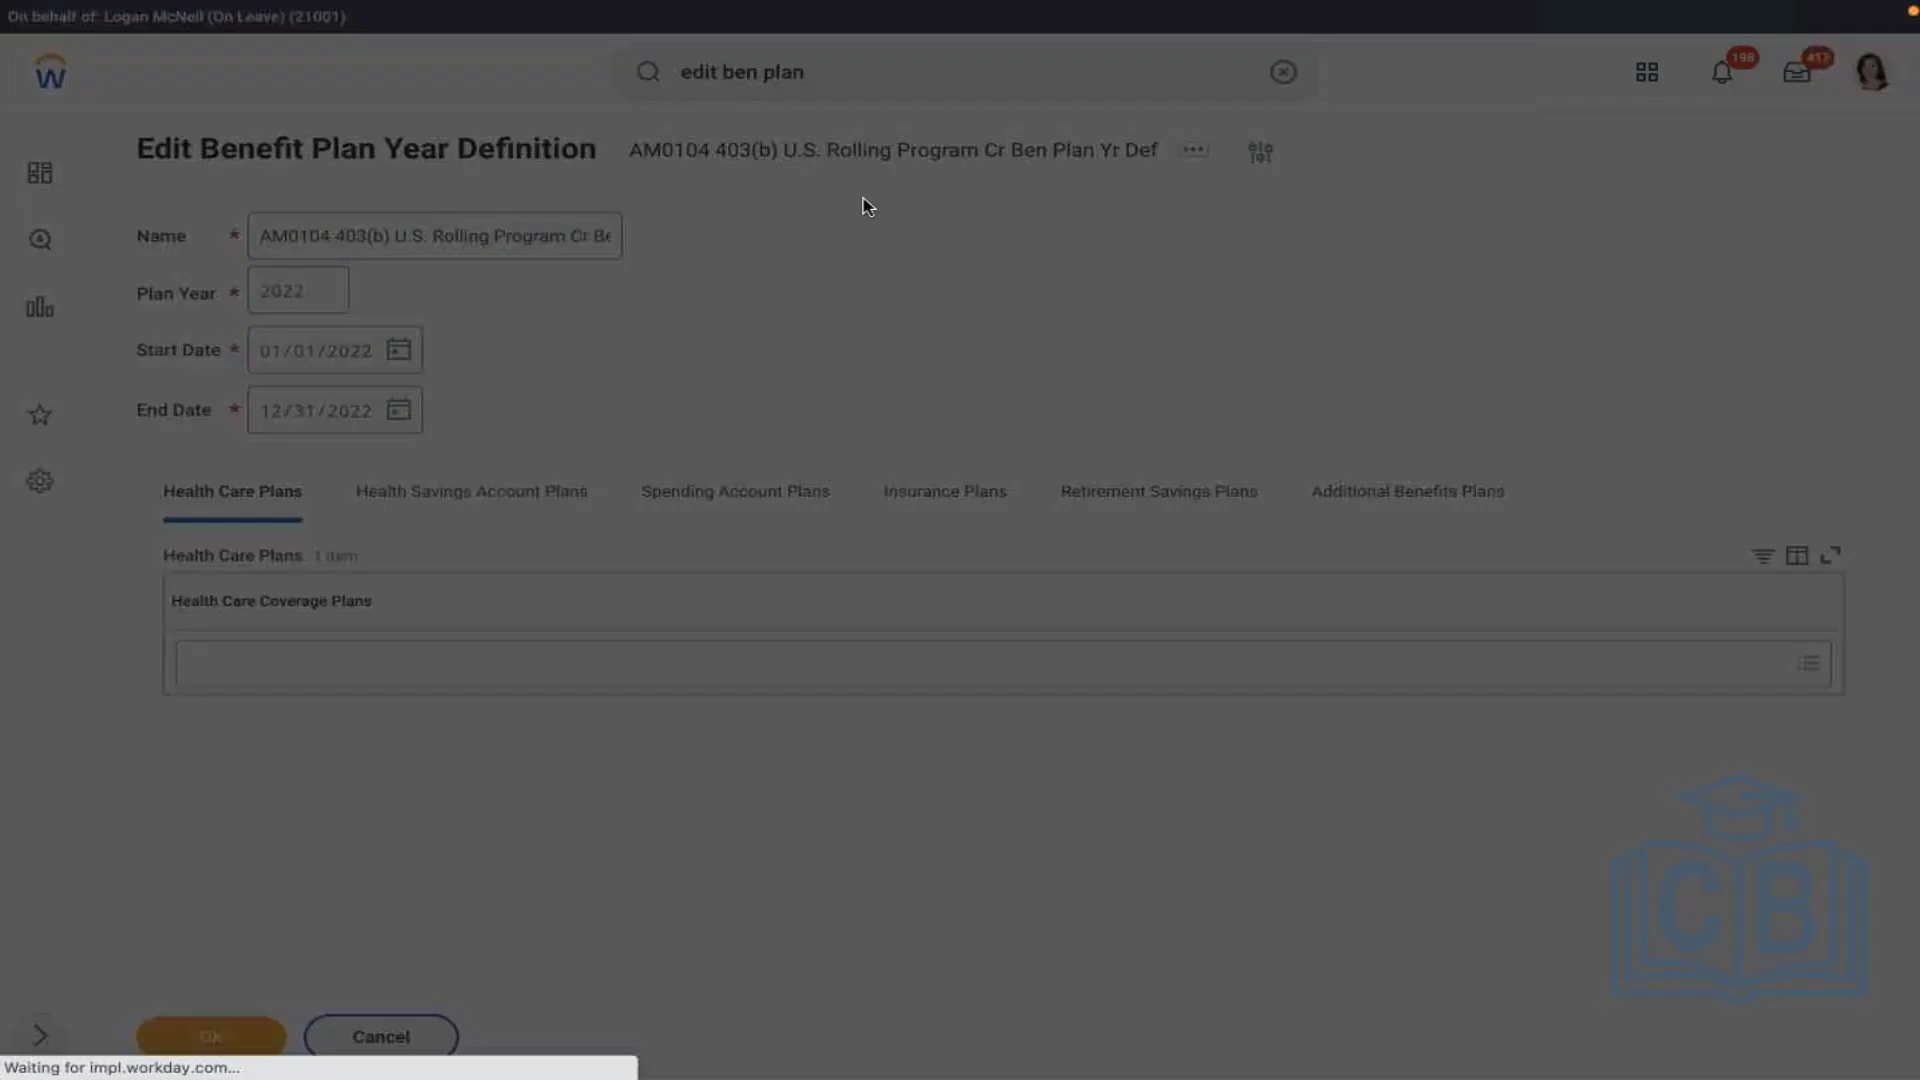 On behalf of: Logan McNeil (On Leave) (21001)
W
edit ben plan
198
417
Edit Benefit Plan Year Definition
AM0104 403(b) U.S. Rolling Program Cr Ben Plan Yr Def
Name *
AM0104 403(b) U.S. Rolling Program Cr Be
Plan Year *
2022
Start Date *
01/01/2022
End Date *
12/31/2022
Health Care Plans
Health Savings Account Plans
Spending Account Plans
Insurance Plans
Retirement Savings Plans
Additional Benefits Plans
Health Care Plans 1 item
Health Care Coverage Plans
CB
Ok
Cancel
Waiting for impl.workday.com...